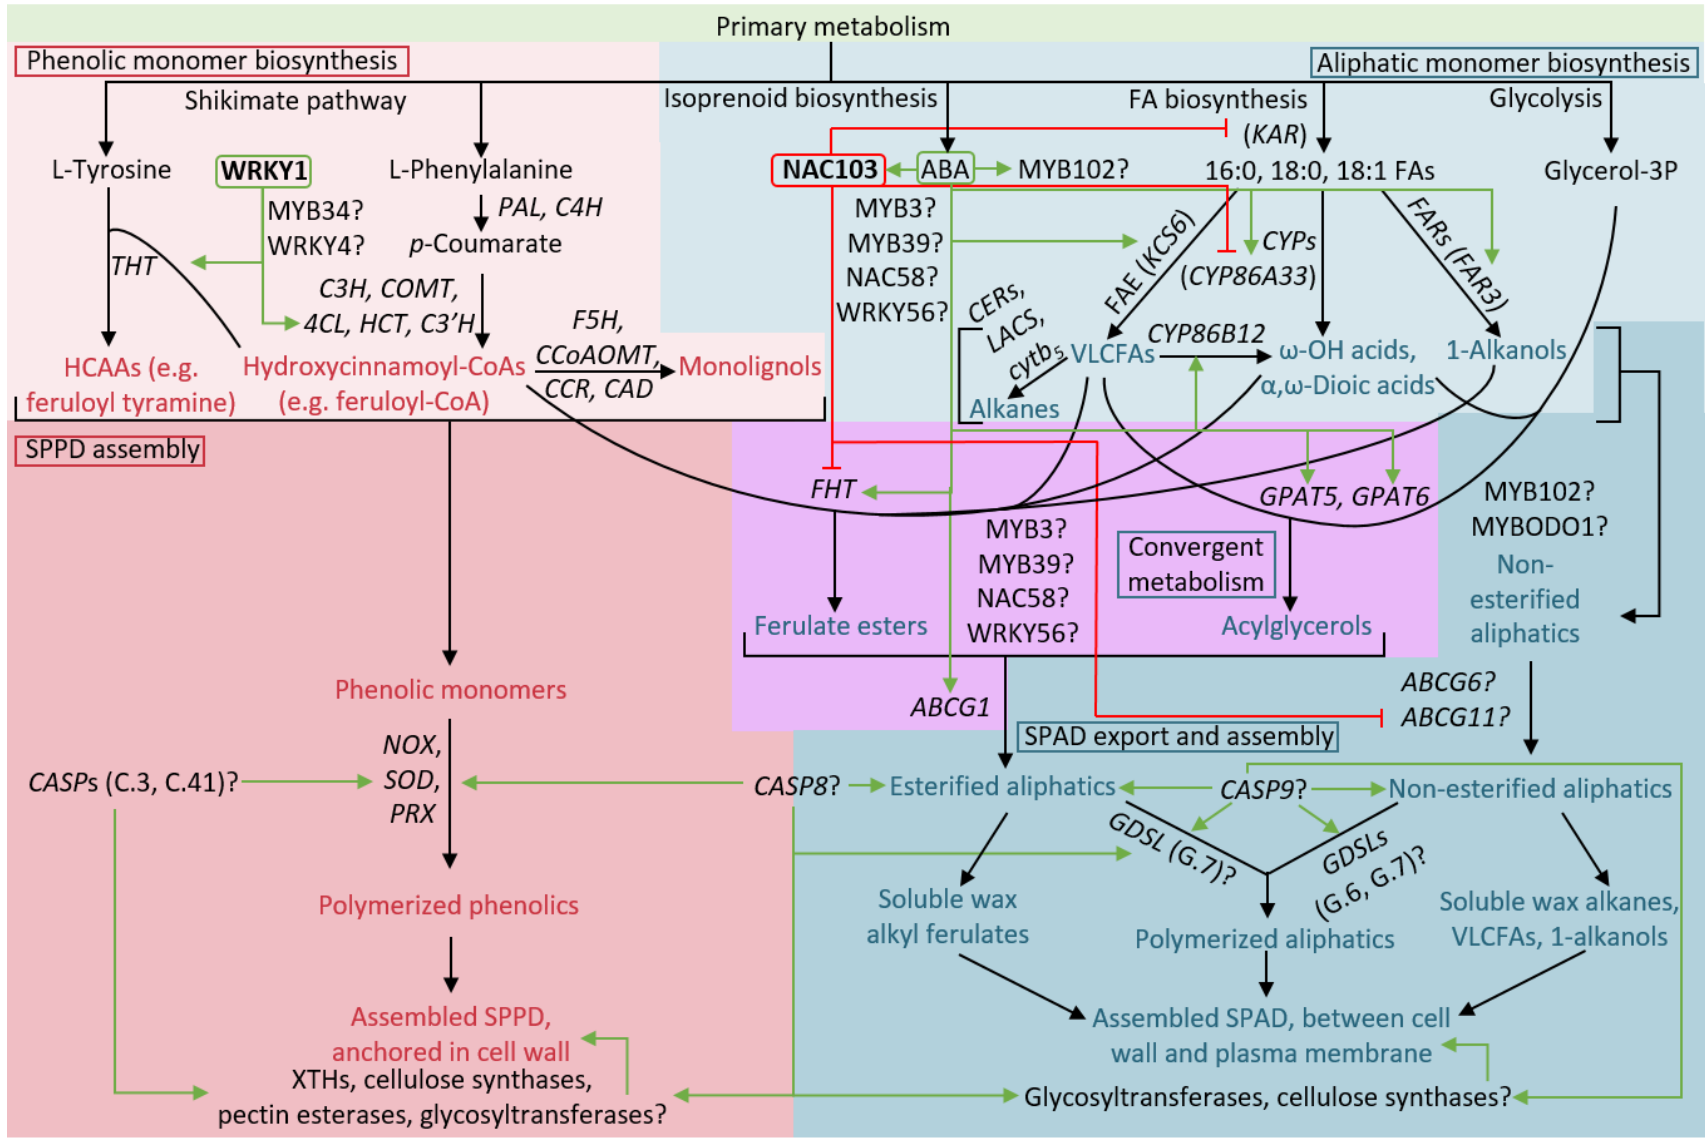 Primary metabolism
Phenolic monomer biosynthesis
Aliphatic monomer biosynthesis
Shikimate pathway
Isoprenoid biosynthesis
FA biosynthesis
Glycolysis
(KAR)
L-Tyrosine
WRKY1
L-Phenylalanine
NAC103
ABA
MYB102?
16:0, 18:0, 18:1 FAs
Glycerol-3P
MYB34?
WRKY4?
PAL, C4H
p-Coumarate
MYB3?
MYB39?
NAC58?
WRKY56?
FAE (KCS6)
CYPs
(CYP86A33)
FARs (FAR3)
THT
C3H, COMT,
4CL, HCT, C3’H
F5H,
CCoAOMT,
CCR, CAD
CERs,
LACS,
cytb5
CYP86B12
HCAAs (e.g.
feruloyl tyramine)
Hydroxycinnamoyl-CoAs
(e.g. feruloyl-CoA)
Monolignols
Alkanes
VLCFAs
ω-OH acids,
α,ω-Dioic acids
1-Alkanols
SPPD assembly
FHT
GPAT5, GPAT6
MYB102?
MYBODO1?
MYB3?
MYB39?
NAC58?
WRKY56?
Convergent
metabolism
Non-
esterified
aliphatics
Ferulate esters
Acylglycerols
Phenolic monomers
ABCG1
ABCG6?
ABCG11?
SPAD export and assembly
NOX,
SOD,
PRX
CASPs (C.3, C.41)?
CASP8?
Esterified aliphatics
CASP9?
Non-esterified aliphatics
GDSL (G.7)?
GDSLs
(G.6, G.7)?
Polymerized phenolics
Soluble wax
alkyl ferulates
Polymerized aliphatics
Soluble wax alkanes,
VLCFAs, 1-alkanols
Assembled SPPD,
anchored in cell wall
Assembled SPAD, between cell
wall and plasma membrane
XTHs, cellulose synthases,
pectin esterases, glycosyltransferases?
Glycosyltransferases, cellulose synthases?